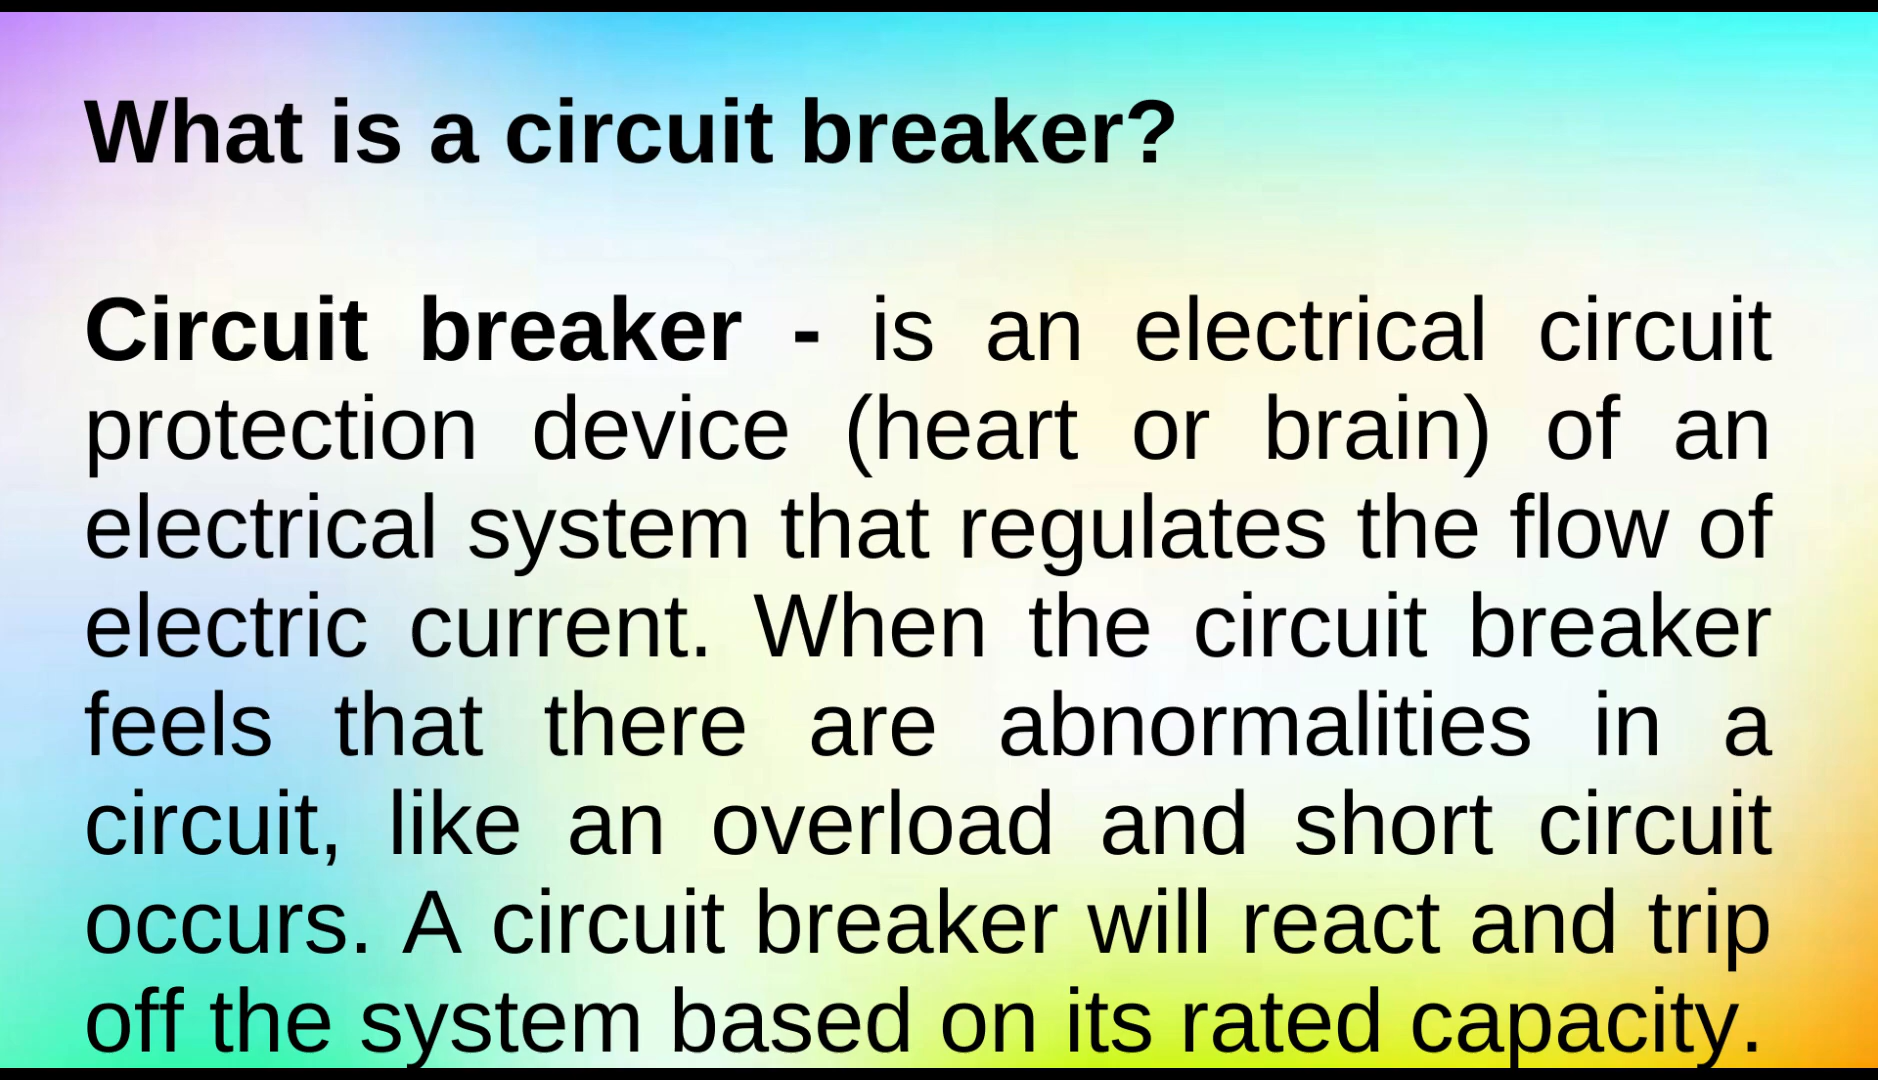 What is a circuit breaker?
Circuit breaker - is an electrical circuit
protection device (heart or brain) of an
electrical system that regulates the flow of
electric current. When the circuit breaker
feels that there are abnormalities in a
circuit, like an overload and short circuit
occurs. A circuit breaker will react and trip
off the system based on its rated capacity.